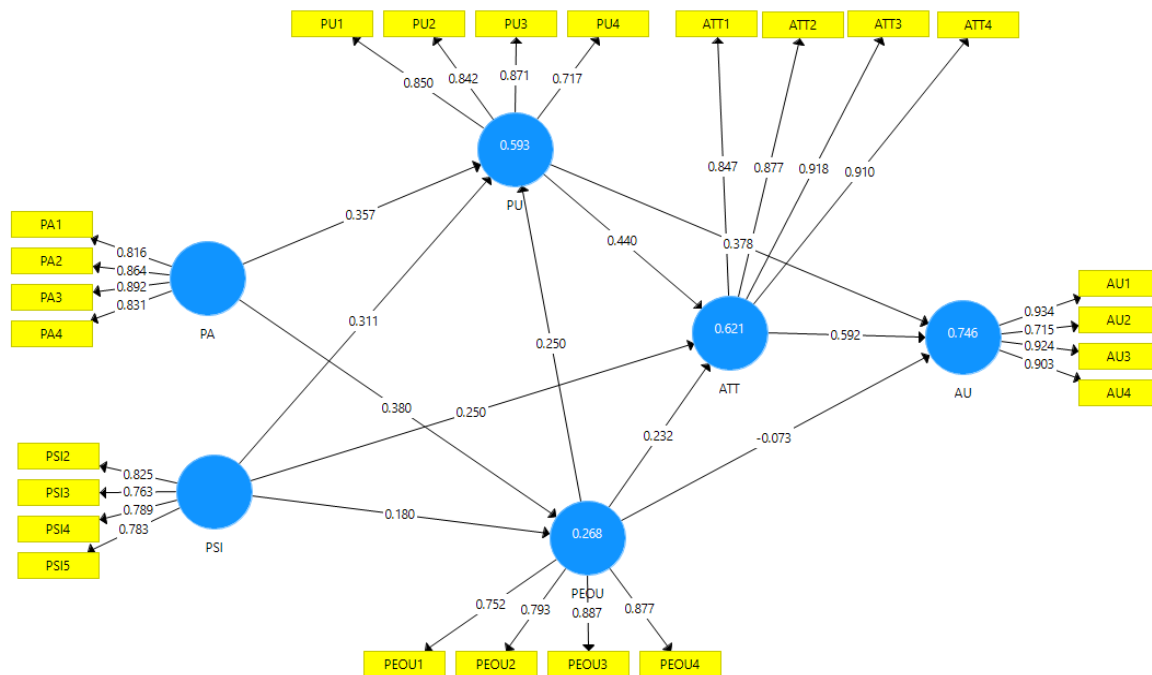 PU1 PU2 PU3 PU4 ATT1 ATT2 ATT3 ATT4
0.850 0.842 0.871 0.717
0.593
PU
0.847 0.877 0.918 0.910
PA1
PA2
PA3
PA4
0.816
0.864
0.892
0.831
PA
0.357
0.440
0.378
0.311
0.250
0.621
ATT
0.592
0.746
AU
0.934
0.715
0.924
0.903
AU1
AU2
AU3
AU4
0.380
0.250
0.232
-0.073
PSI2
PSI3
PSI4
PSI5
0.825
0.763
0.789
0.783
PSI
0.180
0.268
PEOU
0.752 0.793 0.887 0.877
PEOU1 PEOU2 PEOU3 PEOU4